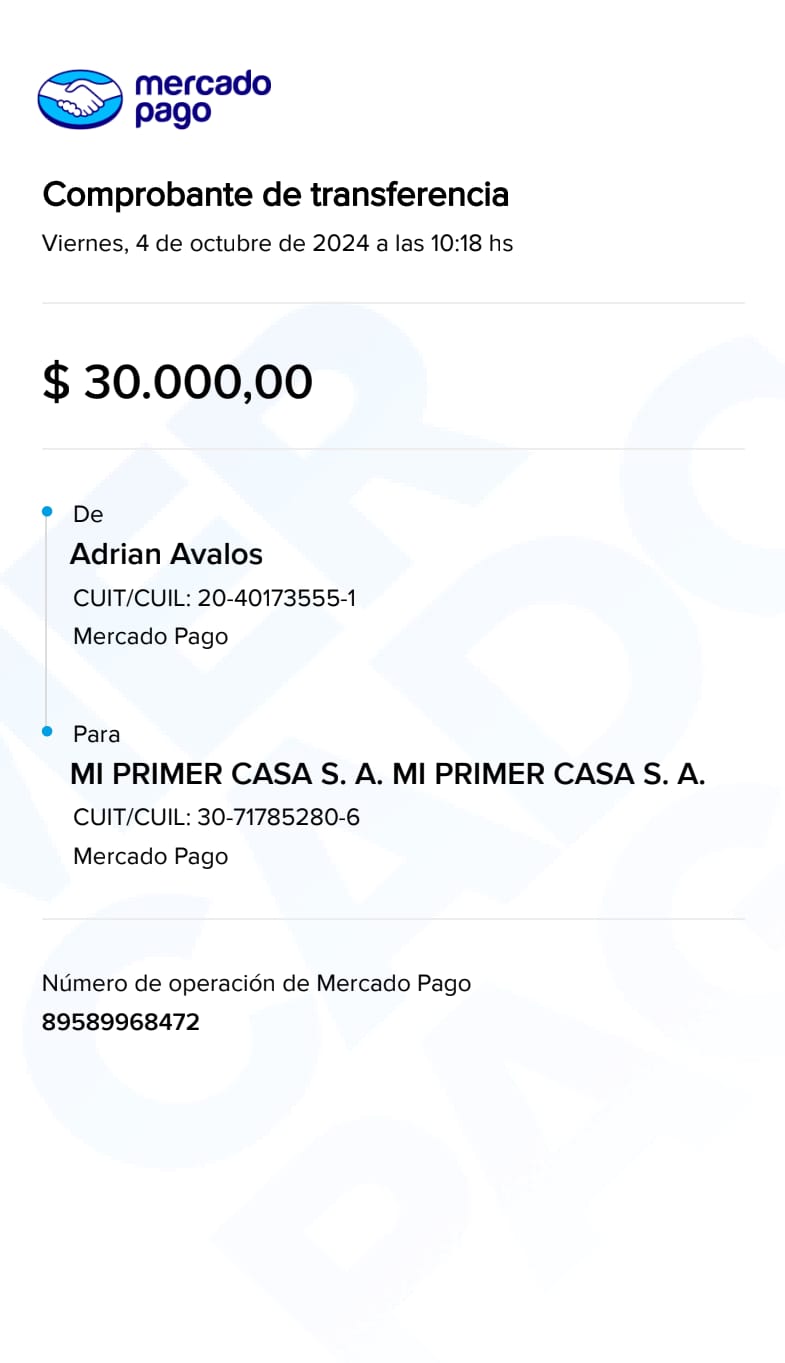 mercado
pago
Comprobante de transferencia
Viernes, 4 de octubre de 2024 a las 10:18 hs
$ 30.000,00
De
Adrian Avalos
CUIT/CUIL: 20-40173555-1
Mercado Pago
Para
MI PRIMER CASA S. A. MI PRIMER CASA S. A.
CUIT/CUIL: 30-71785280-6
Mercado Pago
Número de operación de Mercado Pago
89589968472